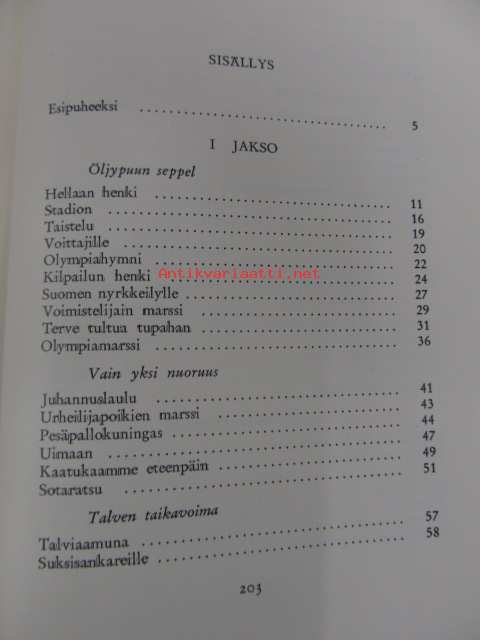 SISÄLLYS
Esipuheeksi 5
I JAKSO
Öljypuun seppel
Hellaan henki 11
Stadion 16
Taistelu 19
Voittajille 20
Olympiahymni 22
Kilpailun henki 24
Antikvariaatti.net
Suomen nyrkkeilylle 27
Voimistelijain marssi 29
Terve tultua tupahan 31
Olympiamarssi 36
Vain yksi nuoruus
Juhannuslaulu 41
Urheilijapoikien marssi 43
Pesäpallokuningas 44
Uimaan 47
Kaatukaamme eteenpäin 49
Sotaratsu 51
Talven taikavoima
Talviaamuna 57
Suksisankareille 58
203